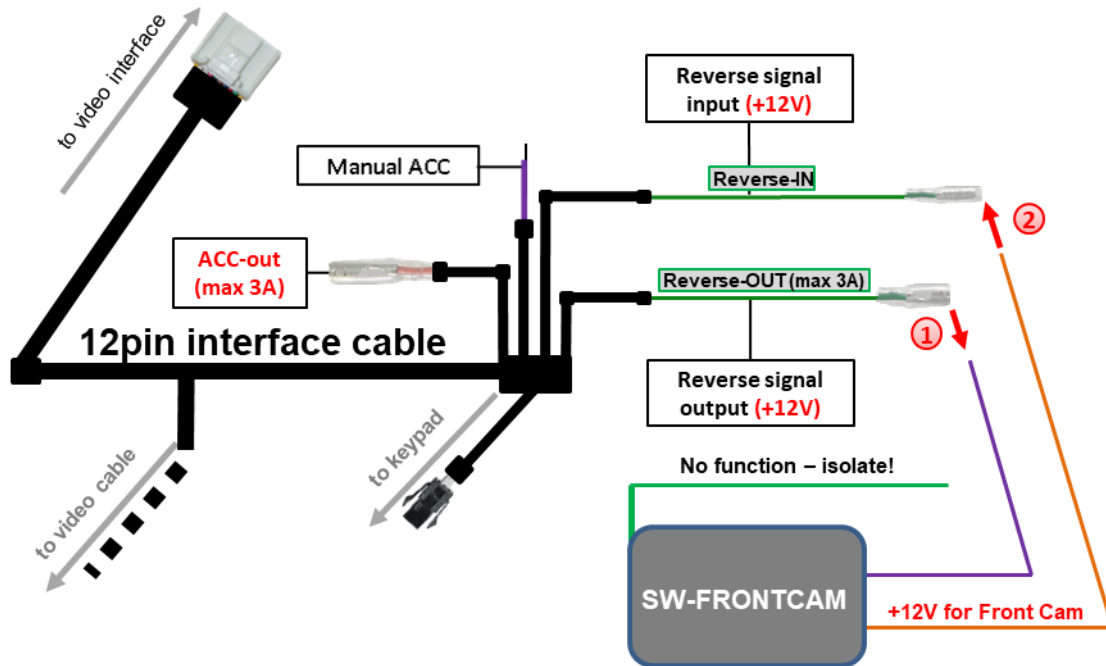 to video interface
Reverse signal
input (+12V)
Manual ACC
Reverse-IN
2
ACC-out
(max 3A)
Reverse-OUT(max 3A)
1
12pin interface cable
Reverse signal
output (+12V)
to keypad
to video cable
No function – isolate!
SW-FRONTCAM
+12V for Front Cam